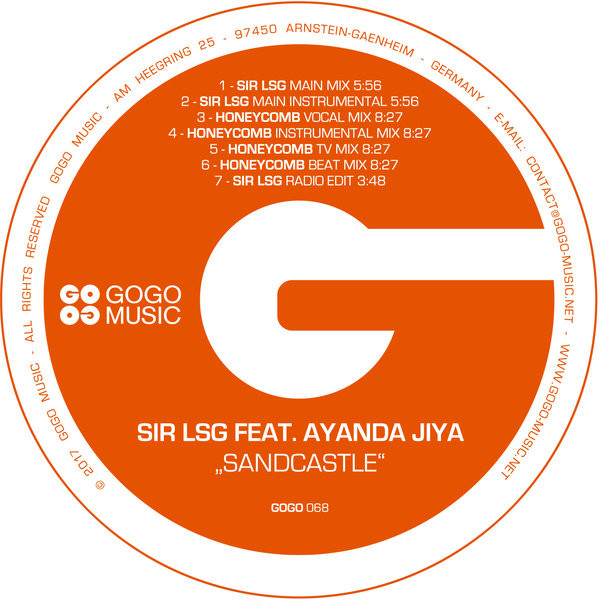 © 2017 GOGO MUSIC - ALL RIGHTS RESERVED GOGO MUSIC - AM HEEGRING 25 - 97450 ARNSTEIN-GAENHEIM - GERMANY - E-MAIL: CONTACT@GOGO-MUSIC.NET - WWW.GOGO-MUSIC.NET
1 - SIR LSG MAIN MIX 5:56
2 - SIR LSG MAIN INSTRUMENTAL 5:56
3 - HONEYCOMB VOCAL MIX 8:27
4 - HONEYCOMB INSTRUMENTAL MIX 8:27
5 - HONEYCOMB TV MIX 8:27
6 - HONEYCOMB BEAT MIX 8:27
7 - SIR LSG RADIO EDIT 3:48
GO GOGO
GO MUSIC
SIR LSG FEAT. AYANDA JIYA
„SANDCASTLE“
GOGO 068